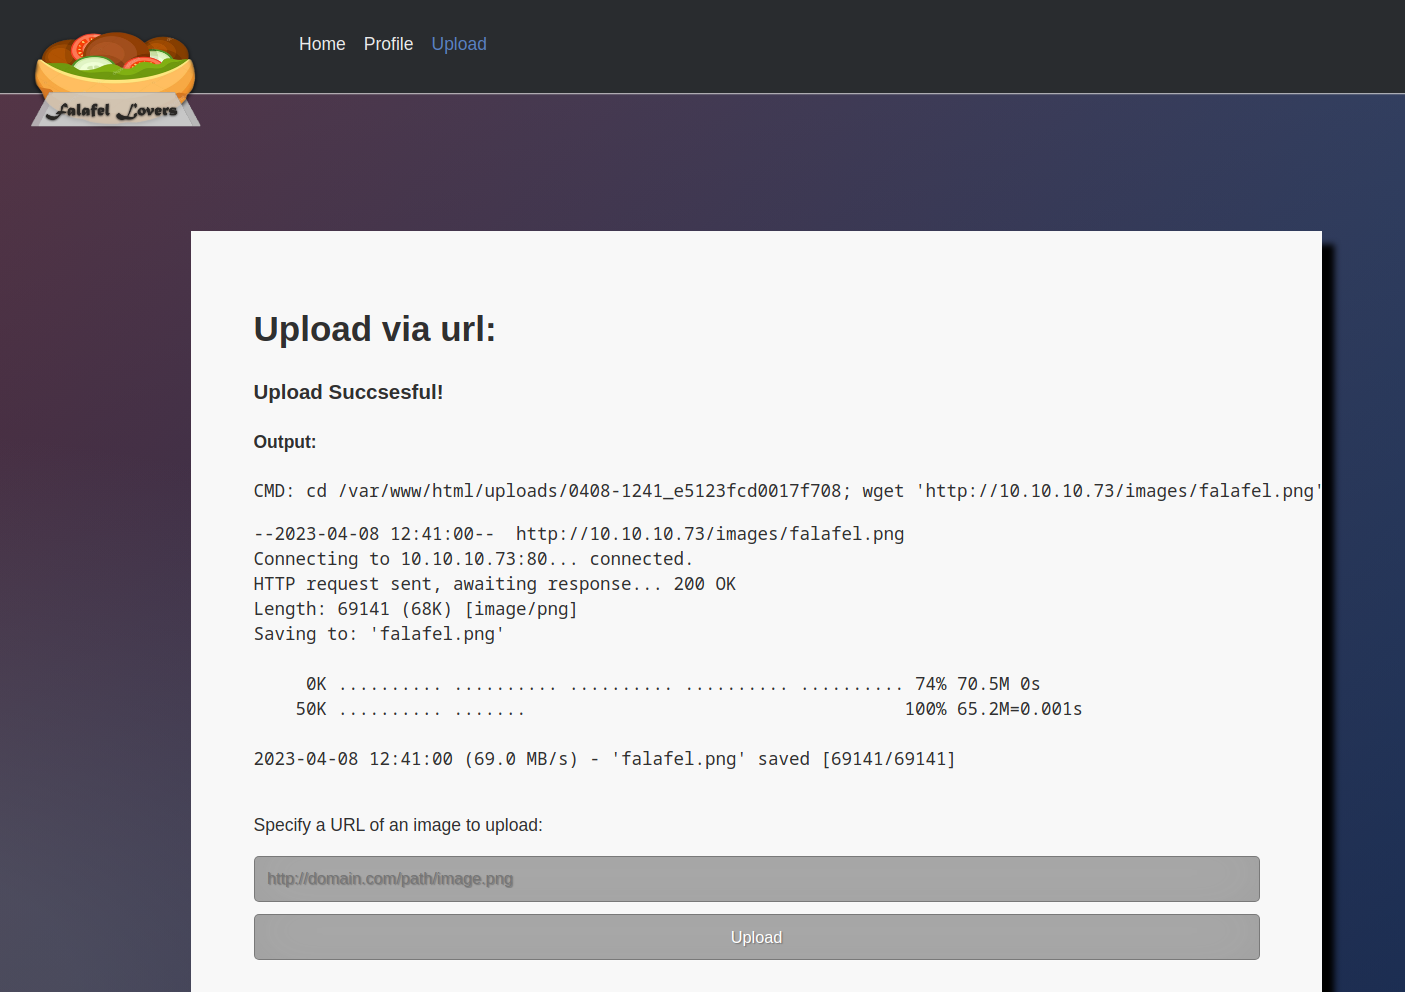 Home Profile Upload
Falafel Lovers
Upload via url:
Upload Succsesful!
Output:
CMD: cd /var/www/html/uploads/0408-1241_e5123fcd0017f708; wget 'http://10.10.10.73/images/falafel.png'
--2023-04-08 12:41:00--  http://10.10.10.73/images/falafel.png
Connecting to 10.10.10.73:80... connected.
HTTP request sent, awaiting response... 200 OK
Length: 69141 (68K) [image/png]
Saving to: 'falafel.png'
     0K .......... .......... .......... .......... .......... 74% 70.5M 0s
    50K .......... .......                                    100% 65.2M=0.001s
2023-04-08 12:41:00 (69.0 MB/s) - 'falafel.png' saved [69141/69141]
Specify a URL of an image to upload:
http://domain.com/path/image.png
Upload